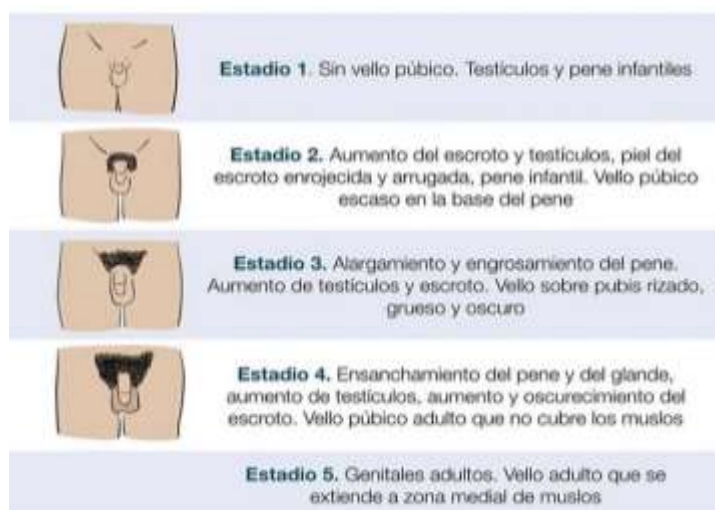 Estadio 1. Sin vello púbico. Testículos y pene infantiles
Estadio 2. Aumento del escroto y testículos, piel del
escroto enrojecida y arrugada, pene infantil. Vello púbico
escaso en la base del pene
Estadio 3. Alargamiento y engrosamiento del pene.
Aumento de testículos y escroto. Vello sobre pubis rizado,
grueso y oscuro
Estadio 4. Ensanchamiento del pene y del glande,
aumento de testículos, aumento y oscurecimiento del
escroto. Vello púbico adulto que no cubre los muslos
Estadio 5. Genitales adultos. Vello adulto que se
extiende a zona medial de muslos